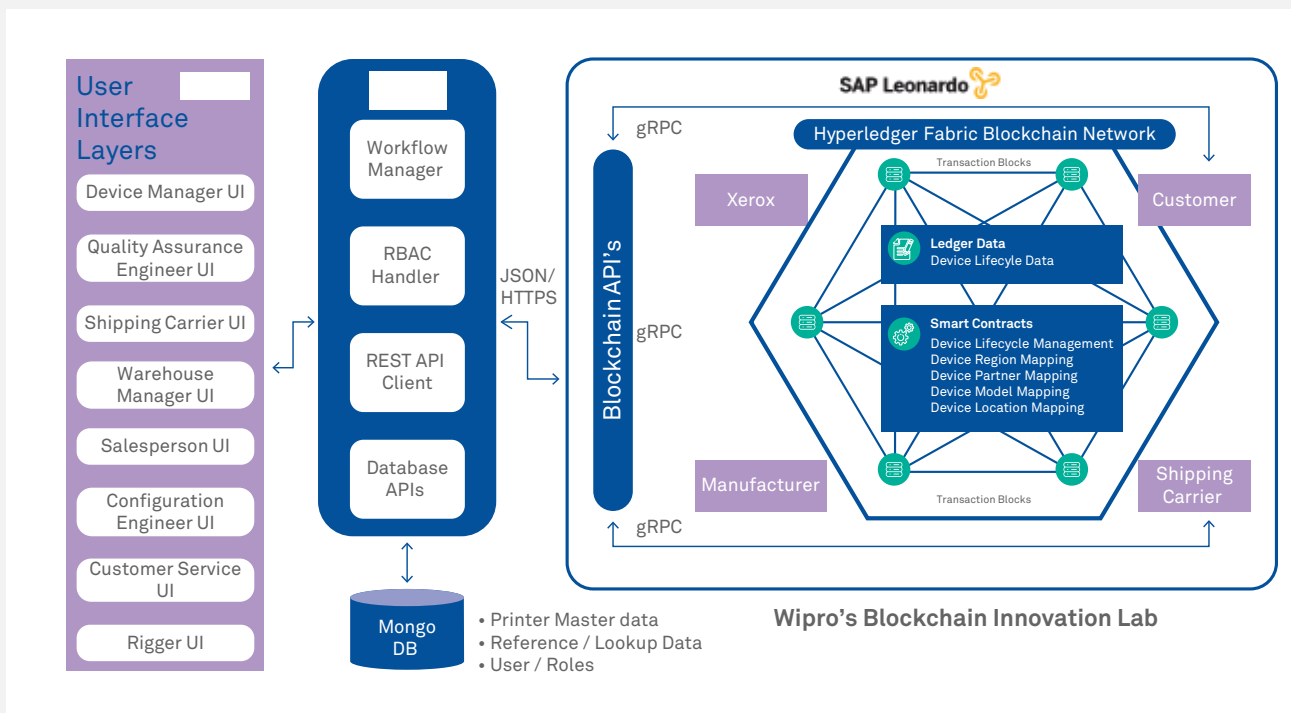 User
Interface
Layers
Device Manager UI
Quality Assurance
Engineer UI
Shipping Carrier UI
Warehouse
Manager UI
Salesperson UI
Configuration
Engineer UI
Customer Service
UI
Rigger UI
Workflow
Manager
RBAC
Handler
REST API
Client
Database
APIs
Mongo
DB
• Printer Master data
• Reference / Lookup Data
• User / Roles
JSON/
HTTPS
SAP Leonardo
gRPC
Blockchain API's
gRPC
gRPC
Hyperledger Fabric Blockchain Network
Transaction Blocks
Xerox
Customer
Ledger Data
Device Lifecyle Data
Smart Contracts
Device Lifecycle Management
Device Region Mapping
Device Partner Mapping
Device Model Mapping
Device Location Mapping
Manufacturer
Shipping
Carrier
Transaction Blocks
Wipro's Blockchain Innovation Lab